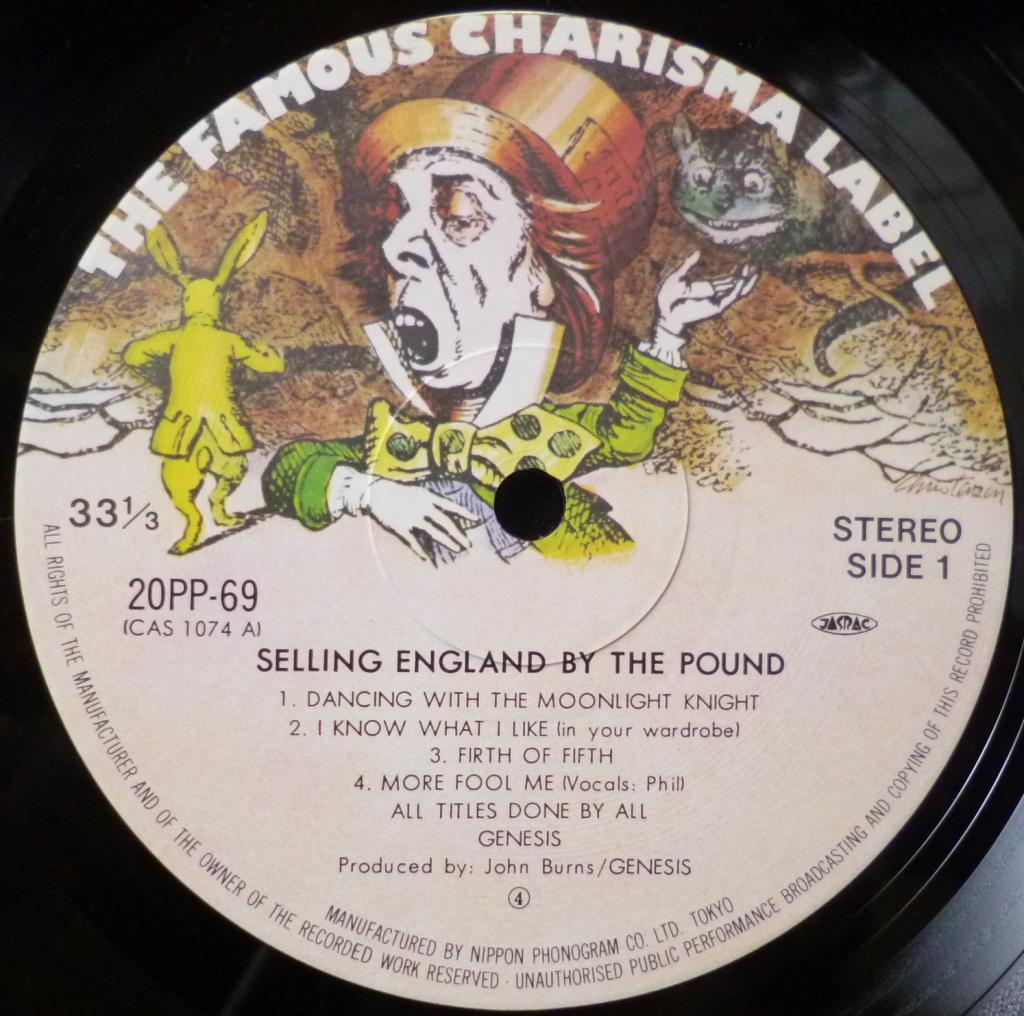 THE FAMOUS CHARISMA LABEL
33⅓
STEREO
SIDE 1
20PP-69
(CAS 1074 A)
JASRAC
SELLING ENGLAND BY THE POUND
1. DANCING WITH THE MOONLIGHT KNIGHT
2. I KNOW WHAT I LIKE (in your wardrobe)
3. FIRTH OF FIFTH
4. MORE FOOL ME (Vocals: Phil)
ALL TITLES DONE BY ALL
GENESIS
Produced by: John Burns/GENESIS
④
MANUFACTURED BY NIPPON PHONOGRAM CO. LTD. TOKYO
ALL RIGHTS OF THE MANUFACTURER AND OF THE OWNER OF THE RECORDED WORK RESERVED · UNAUTHORISED PUBLIC PERFORMANCE BROADCASTING AND COPYING OF THIS RECORD PROHIBITED